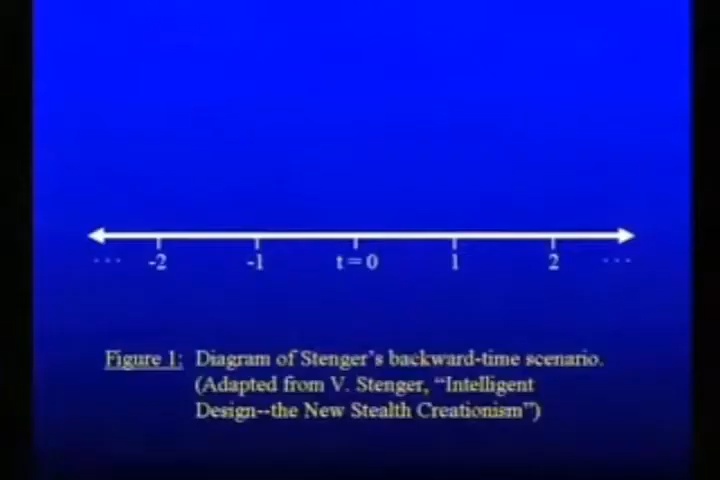 ... -2 -1 t = 0 1 2 ...
Figure 1: Diagram of Stenger's backward-time scenario.
(Adapted from V. Stenger, "Intelligent
Design--the New Stealth Creationism")